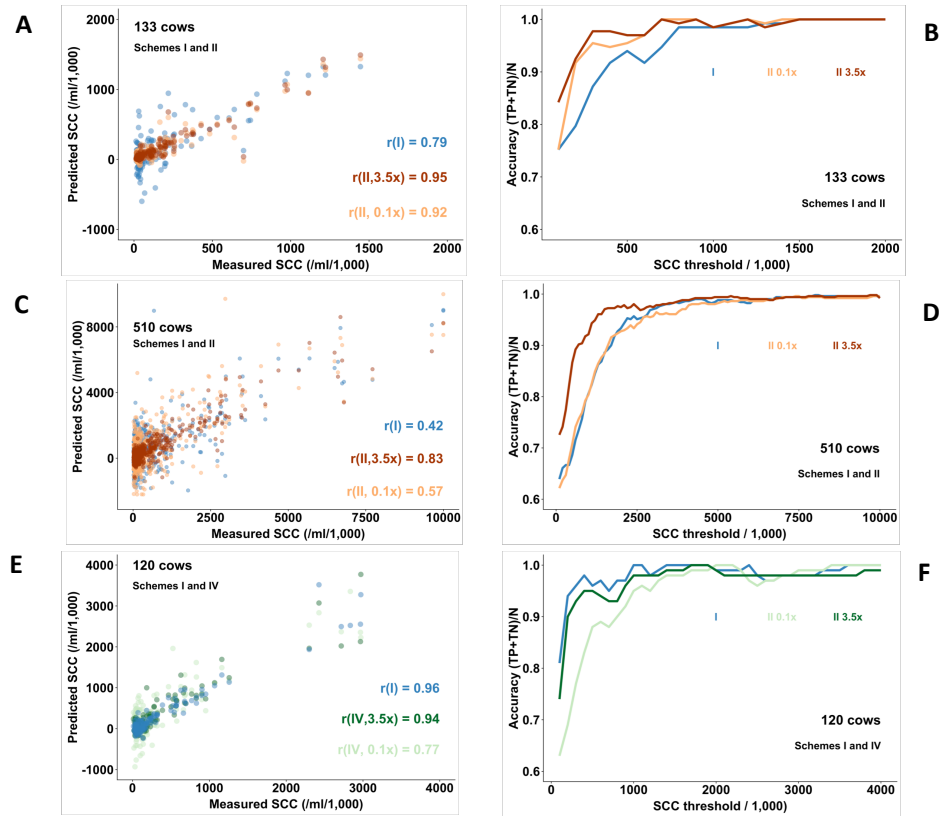 A
133 cows
Schemes I and II
Predicted SCC (/ml/1,000)
2000
1000
0
-1000
r(I) = 0.79
r(II,3.5x) = 0.95
r(II, 0.1x) = 0.92
0 500 1000 1500 2000
Measured SCC (/ml/1,000)
B
Accuracy (TP+TN)/N
1.0
0.9
0.8
0.7
0.6
I II 0.1x II 3.5x
133 cows
Schemes I and II
500 1000 1500 2000
SCC threshold / 1,000)
C
510 cows
Schemes I and II
Predicted SCC (/ml/1,000)
8000
4000
0
r(I) = 0.42
r(II,3.5x) = 0.83
r(II, 0.1x) = 0.57
0 2500 5000 7500 10000
Measured SCC (/ml/1,000)
D
Accuracy (TP+TN)/N
1.0
0.9
0.8
0.7
0.6
I II 0.1x II 3.5x
510 cows
Schemes I and II
0 2500 5000 7500 10000
SCC threshold / 1,000)
E
120 cows
Schemes I and IV
Predicted SCC (/ml/1,000)
4000
3000
2000
1000
0
-1000
r(I) = 0.96
r(IV,3.5x) = 0.94
r(IV, 0.1x) = 0.77
0 1000 2000 3000 4000
Measured SCC (/ml/1,000)
F
Accuracy (TP+TN)/N
1.0
0.9
0.8
0.7
0.6
I II 0.1x II 3.5x
120 cows
Schemes I and IV
0 1000 2000 3000 4000
SCC threshold / 1,000)